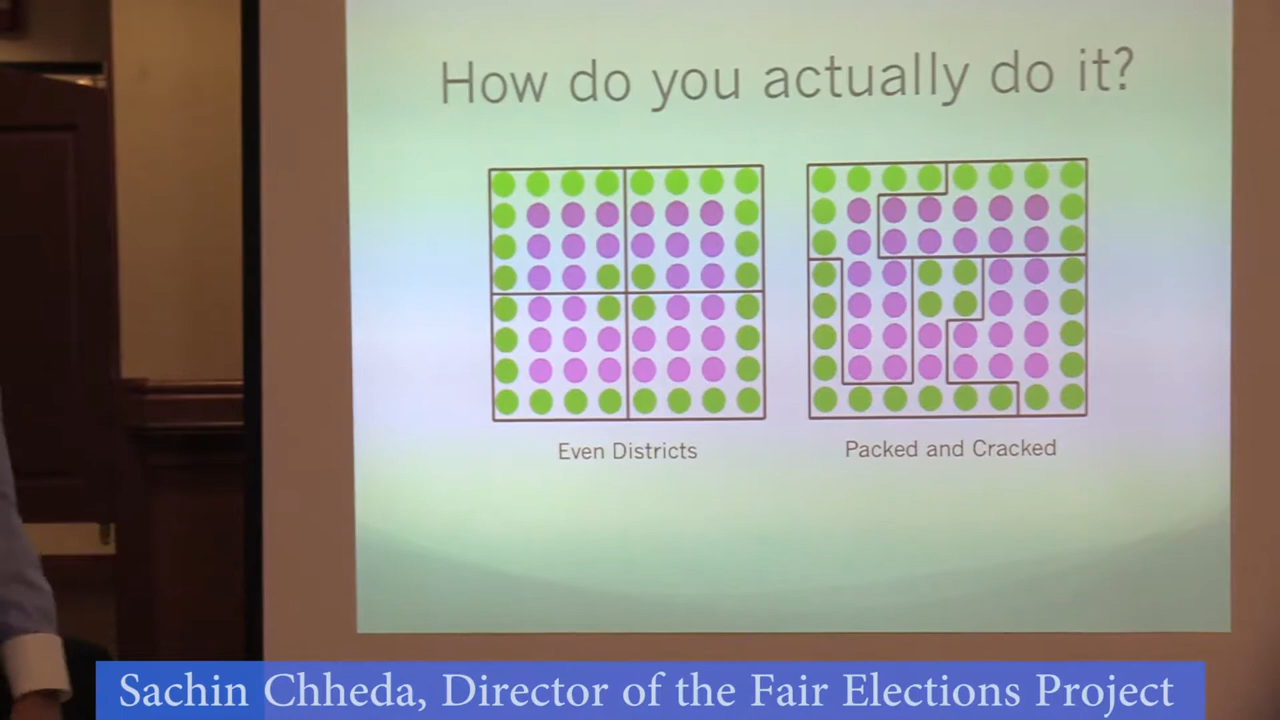 How do you actually do it?
Even Districts
Packed and Cracked
Sachin Chheda, Director of the Fair Elections Project